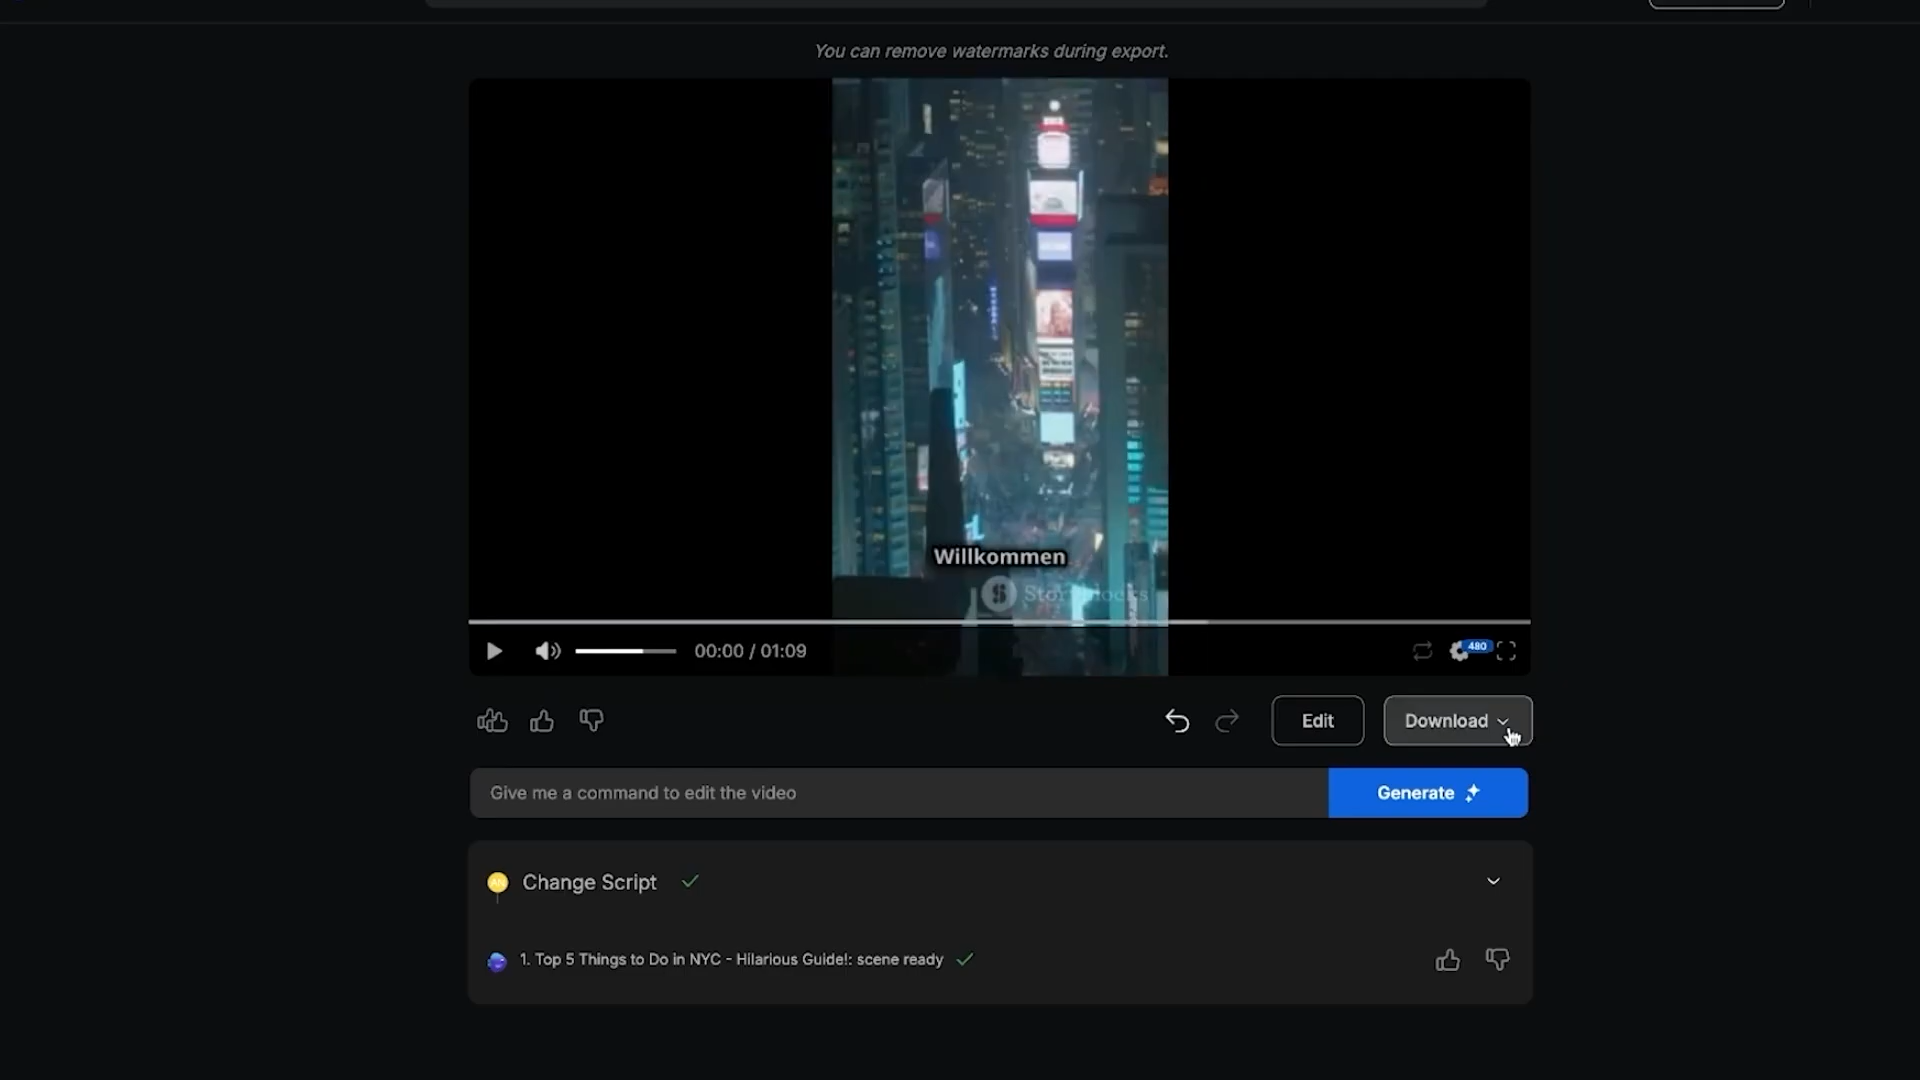 You can remove watermarks during export.
Willkommen
Storyblocks
00:00 / 01:09
480
Edit
Download
Give me a command to edit the video
Generate
Change Script
1. Top 5 Things to Do in NYC - Hilarious Guide!: scene ready